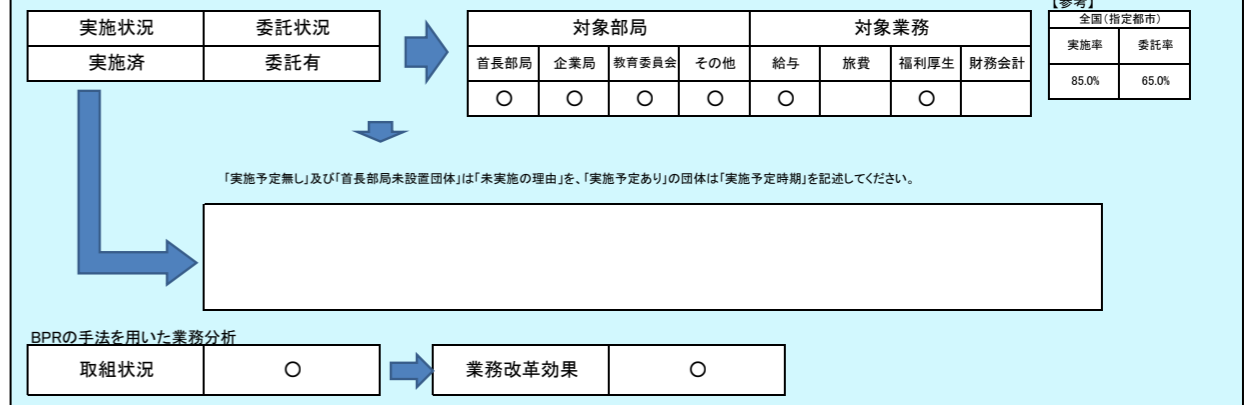 【参考】
実施状況 委託状況
実施済 委託有
対象部局 対象業務
首長部局 企業局 教育委員会 その他 給与 旅費 福利厚生 財務会計
〇 〇 〇 〇 〇 〇
全国(指定都市)
実施率 委託率
85.0% 65.0%
「実施予定無し」及び「首長部局未設置団体」は「未実施の理由」を、「実施予定あり」の団体は「実施予定時期」を記述してください。
BPRの手法を用いた業務分析
取組状況 〇 業務改革効果 〇